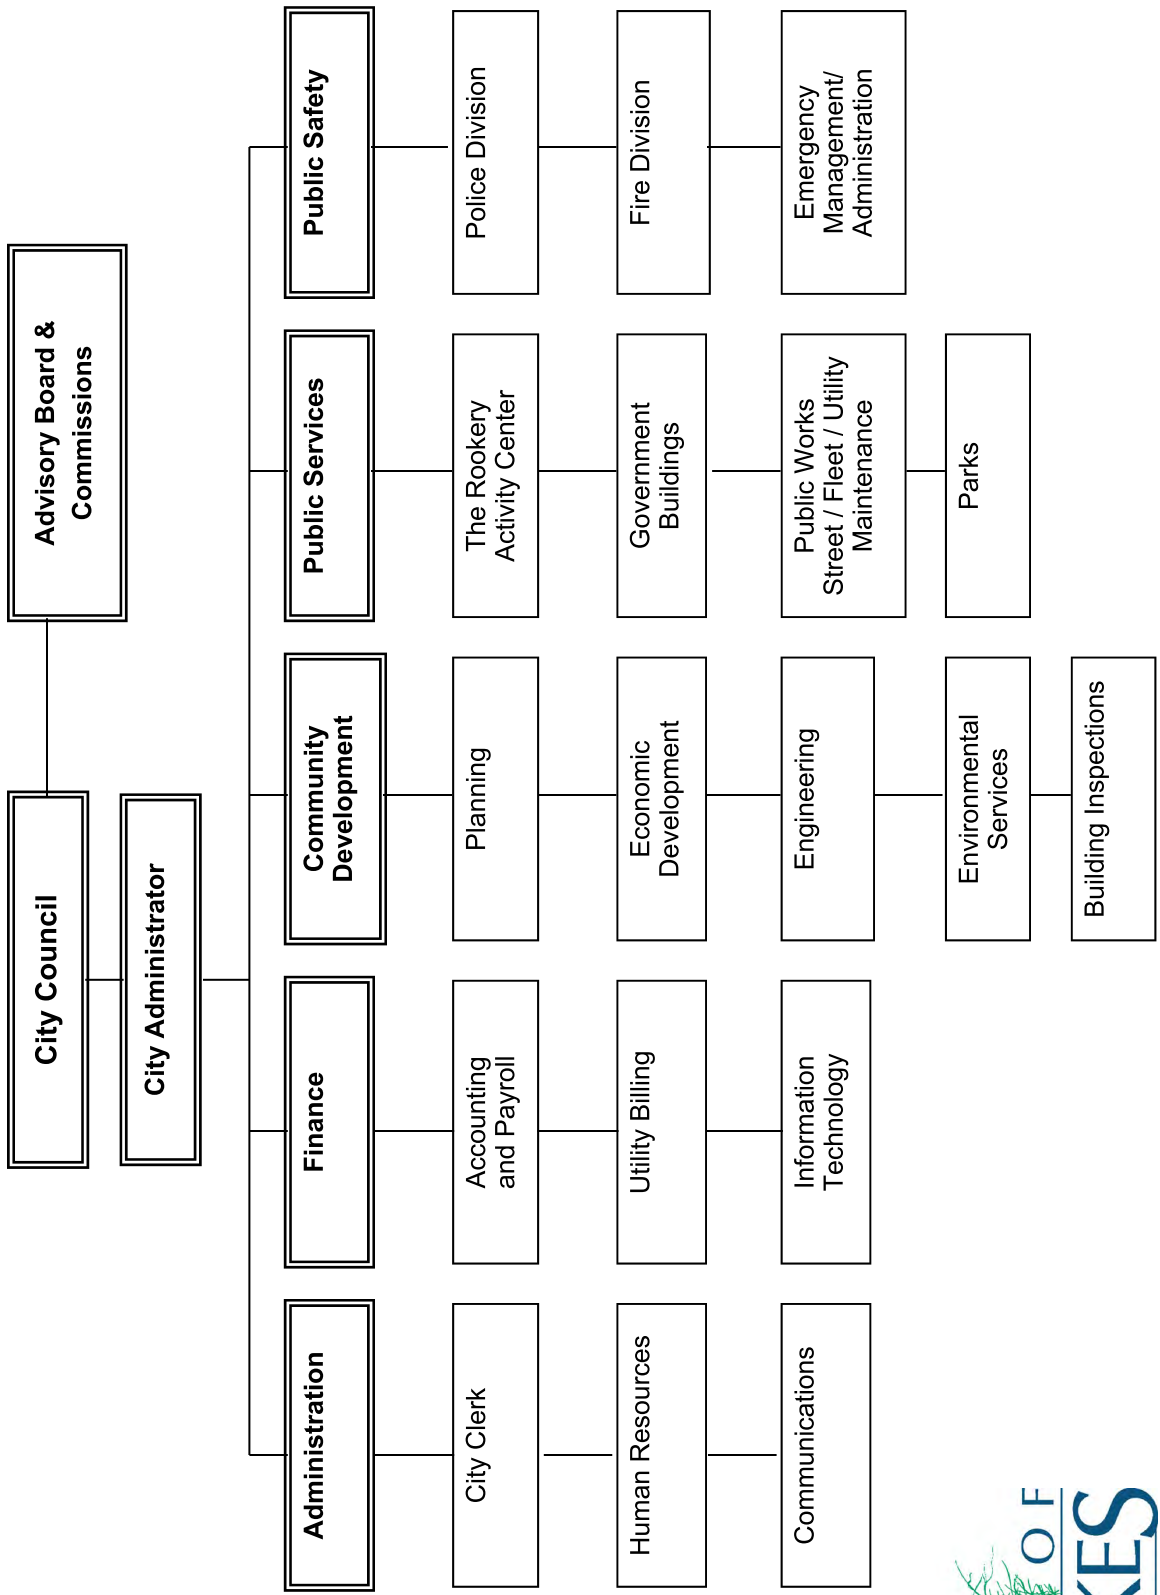 City Council
Advisory Board &
Commissions
City Administrator
Administration
City Clerk
Human Resources
Communications
Finance
Accounting
and Payroll
Utility Billing
Information
Technology
Community
Development
Planning
Economic
Development
Engineering
Environmental
Services
Building Inspections
Public Services
The Rookery
Activity Center
Government
Buildings
Public Works
Street / Fleet / Utility
Maintenance
Parks
Public Safety
Police Division
Fire Division
Emergency
Management/
Administration
OF